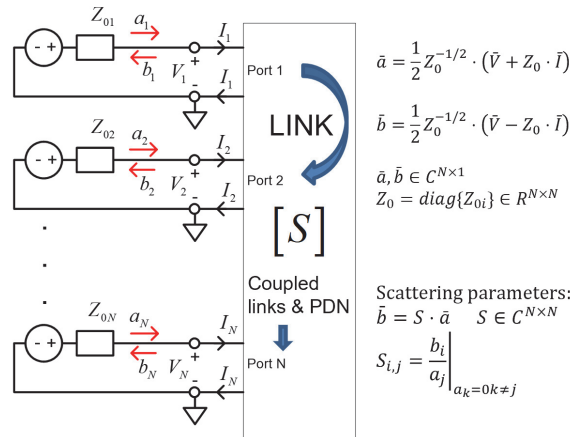 Z₀₁ a₁ I₁
- +
b₁ V₁ + - I₁
Port 1
LINK
Z₀₂ a₂ I₂
- +
b₂ V₂ + - I₂
Port 2
[S]
.
.
.
Coupled
links & PDN
Z₀N aN IN
- +
bN VN + - IN
Port N
ā = 1/2 Z₀^(-1/2) · (V̄ + Z₀ · Ī)
b̄ = 1/2 Z₀^(-1/2) · (V̄ − Z₀ · Ī)
ā, b̄ ∈ C^(N×1)
Z₀ = diag{Z₀ᵢ} ∈ R^(N×N)
Scattering parameters:
b̄ = S · ā S ∈ C^(N×N)
Sᵢ,ⱼ = bᵢ/aⱼ |aₖ=0k≠j